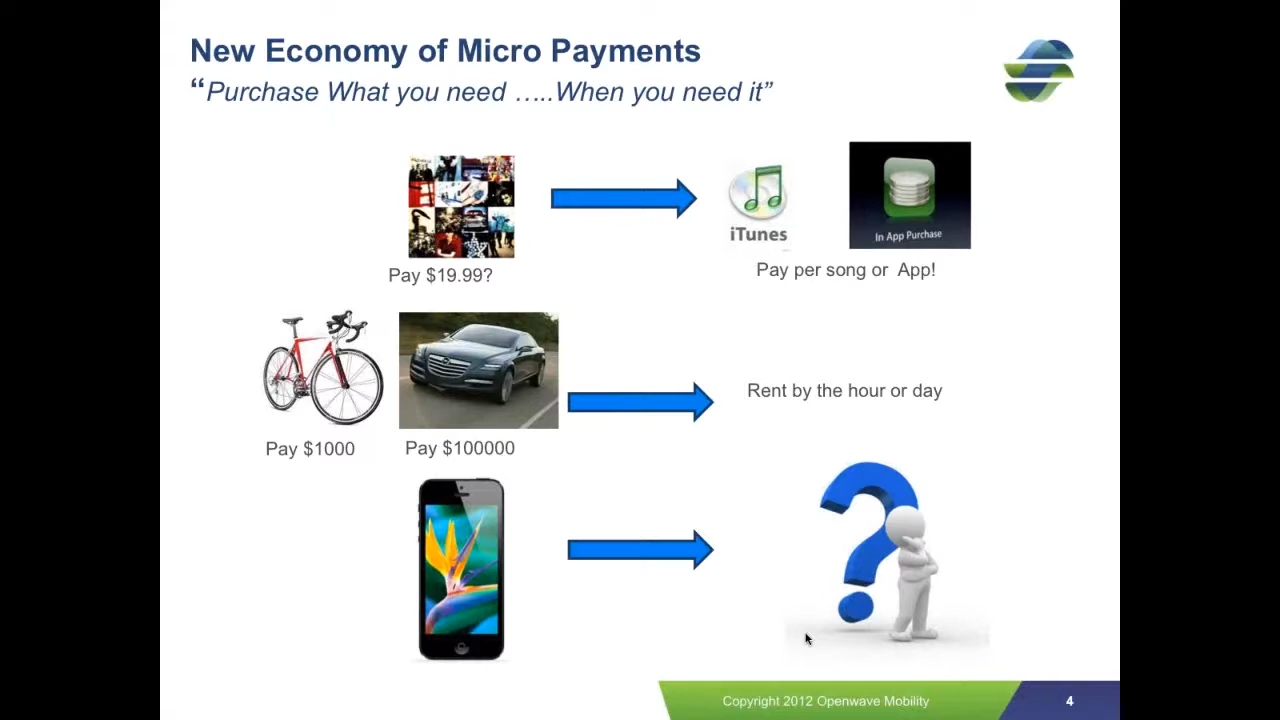 New Economy of Micro Payments
“Purchase What you need …..When you need it”
iTunes
In App Purchase
Pay $19.99?
Pay per song or App!
Rent by the hour or day
Pay $1000
Pay $100000
Copyright 2012 Openwave Mobility
4